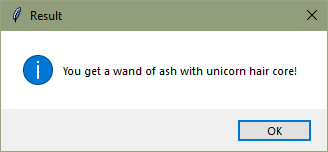 Result
You get a wand of ash with unicorn hair core!
OK